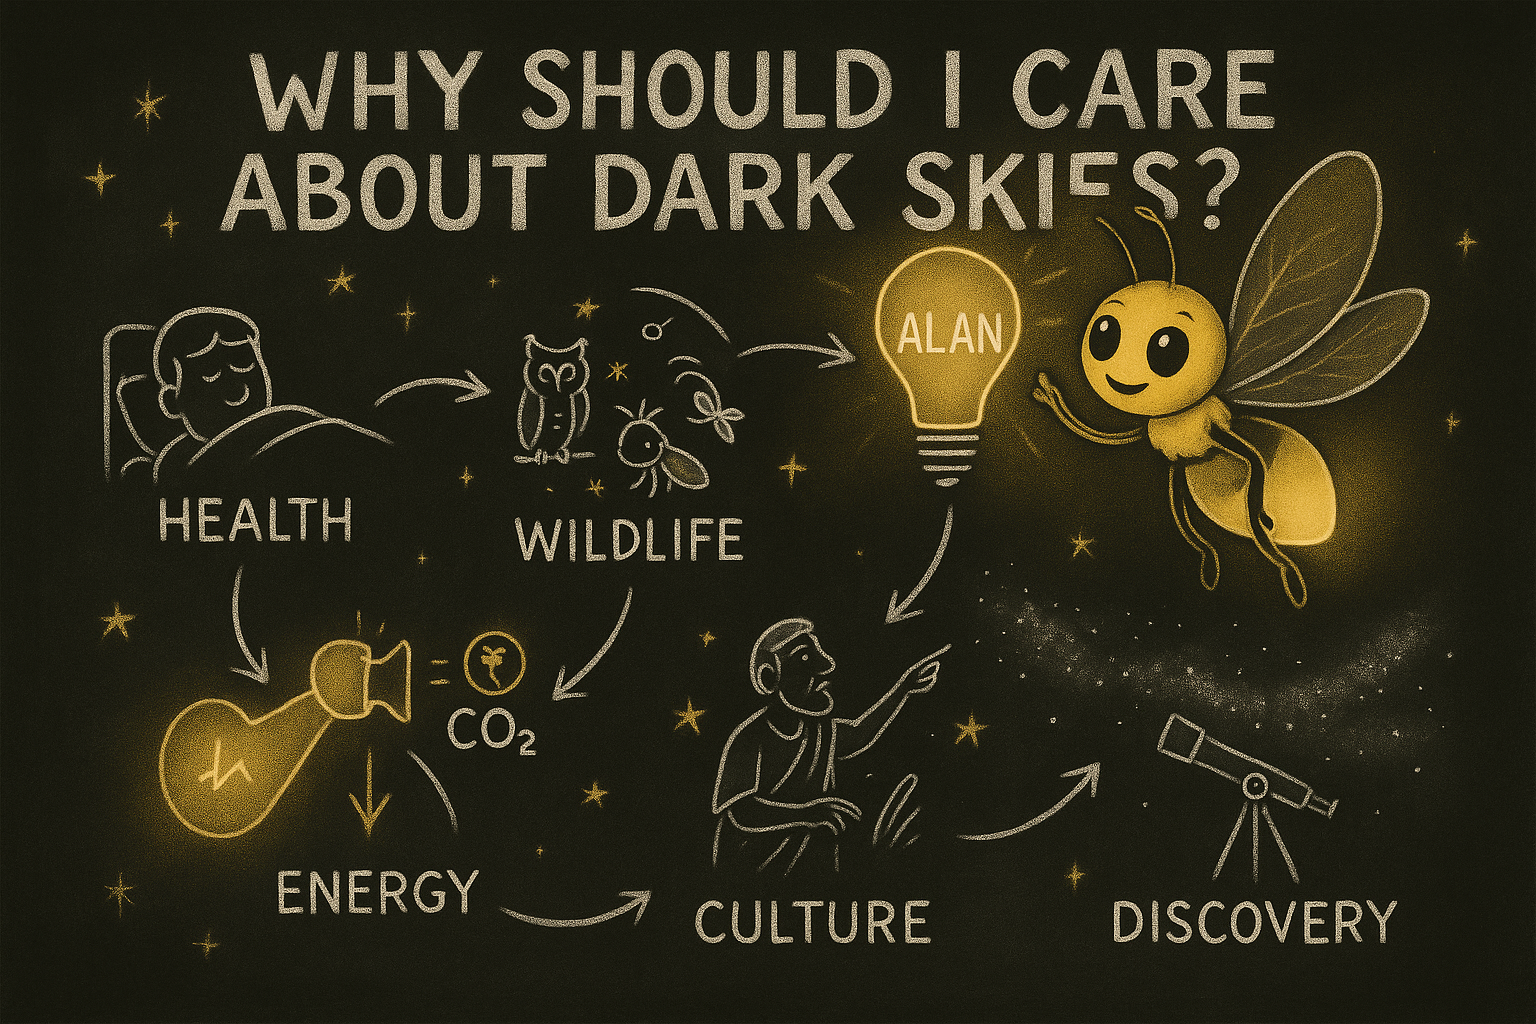 WHY SHOULD I CARE
ABOUT DARK SKIES?
ALAN
HEALTH
WILDLIFE
=
CO₂
ENERGY
CULTURE
DISCOVERY